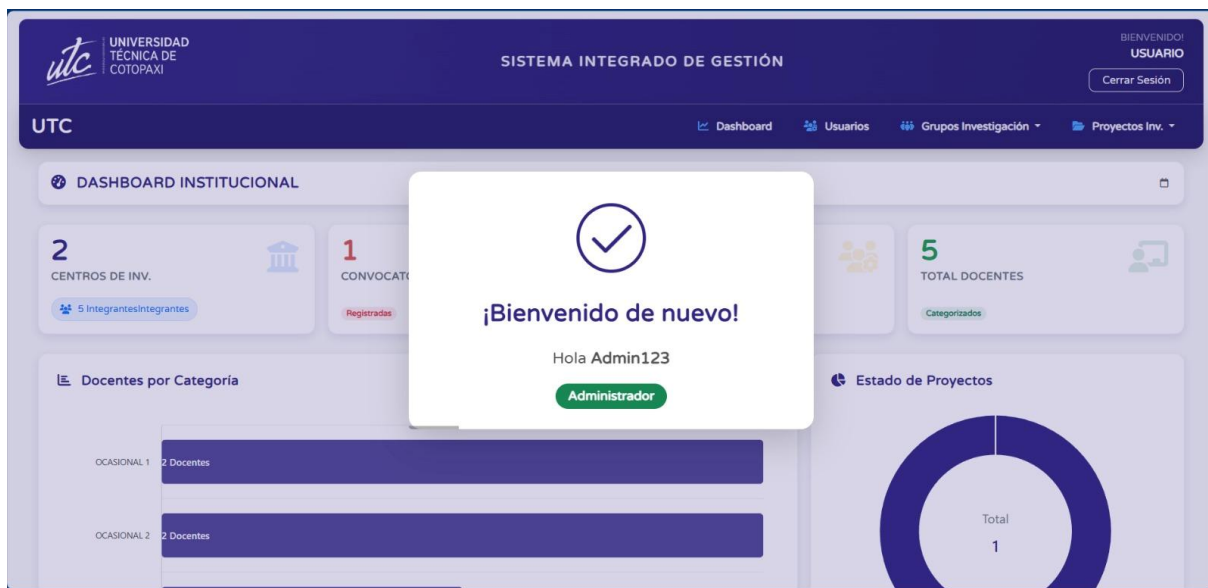 utc
UNIVERSIDAD
TÉCNICA DE
COTOPAXI
SISTEMA INTEGRADO DE GESTIÓN
BIENVENIDO!
USUARIO
Cerrar Sesión
UTC
Dashboard
Usuarios
Grupos Investigación
Proyectos Inv.
DASHBOARD INSTITUCIONAL
2
CENTROS DE INV.
5 IntegrantesIntegrantes
1
Registradas
5
TOTAL DOCENTES
Categorizados
¡Bienvenido de nuevo!
Hola Admin123
Administrador
Docentes por Categoría
OCASIONAL 1
2 Docentes
OCASIONAL 2
2 Docentes
Estado de Proyectos
Total
1